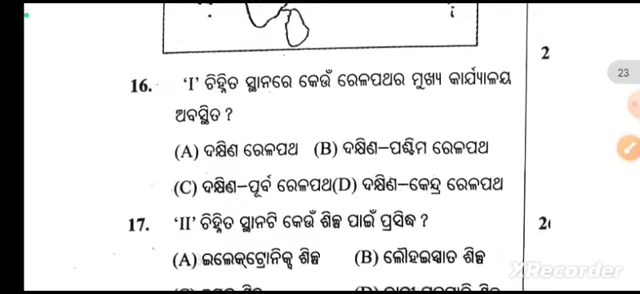 i
2
16. 'I' ଚିହ୍ନିତ ସ୍ଥାନରେ କେଉଁ ରେଳପଥର ମୁଖ୍ୟ କାର୍ଯ୍ୟାଳୟ
23
ଅବସ୍ଥିତ ?
(A) ଦକ୍ଷିଣ ରେଳପଥ (B) ଦକ୍ଷିଣ–ପଶ୍ଚିମ ରେଳପଥ
(C) ଦକ୍ଷିଣ–ପୂର୍ବ ରେଳପଥ(D) ଦକ୍ଷିଣ–କେନ୍ଦ୍ର ରେଳପଥ
17. 'II' ଚିହ୍ନିତ ସ୍ଥାନଟି କେଉଁ ଶିଳ୍ପ ପାଇଁ ପ୍ରସିଦ୍ଧ ?
(A) ଇଲେକ୍ଟ୍ରୋନିକ୍ସ ଶିଳ୍ପ (B) ଲୌହଇସ୍ପାତ ଶିଳ୍ପ
XRecorder